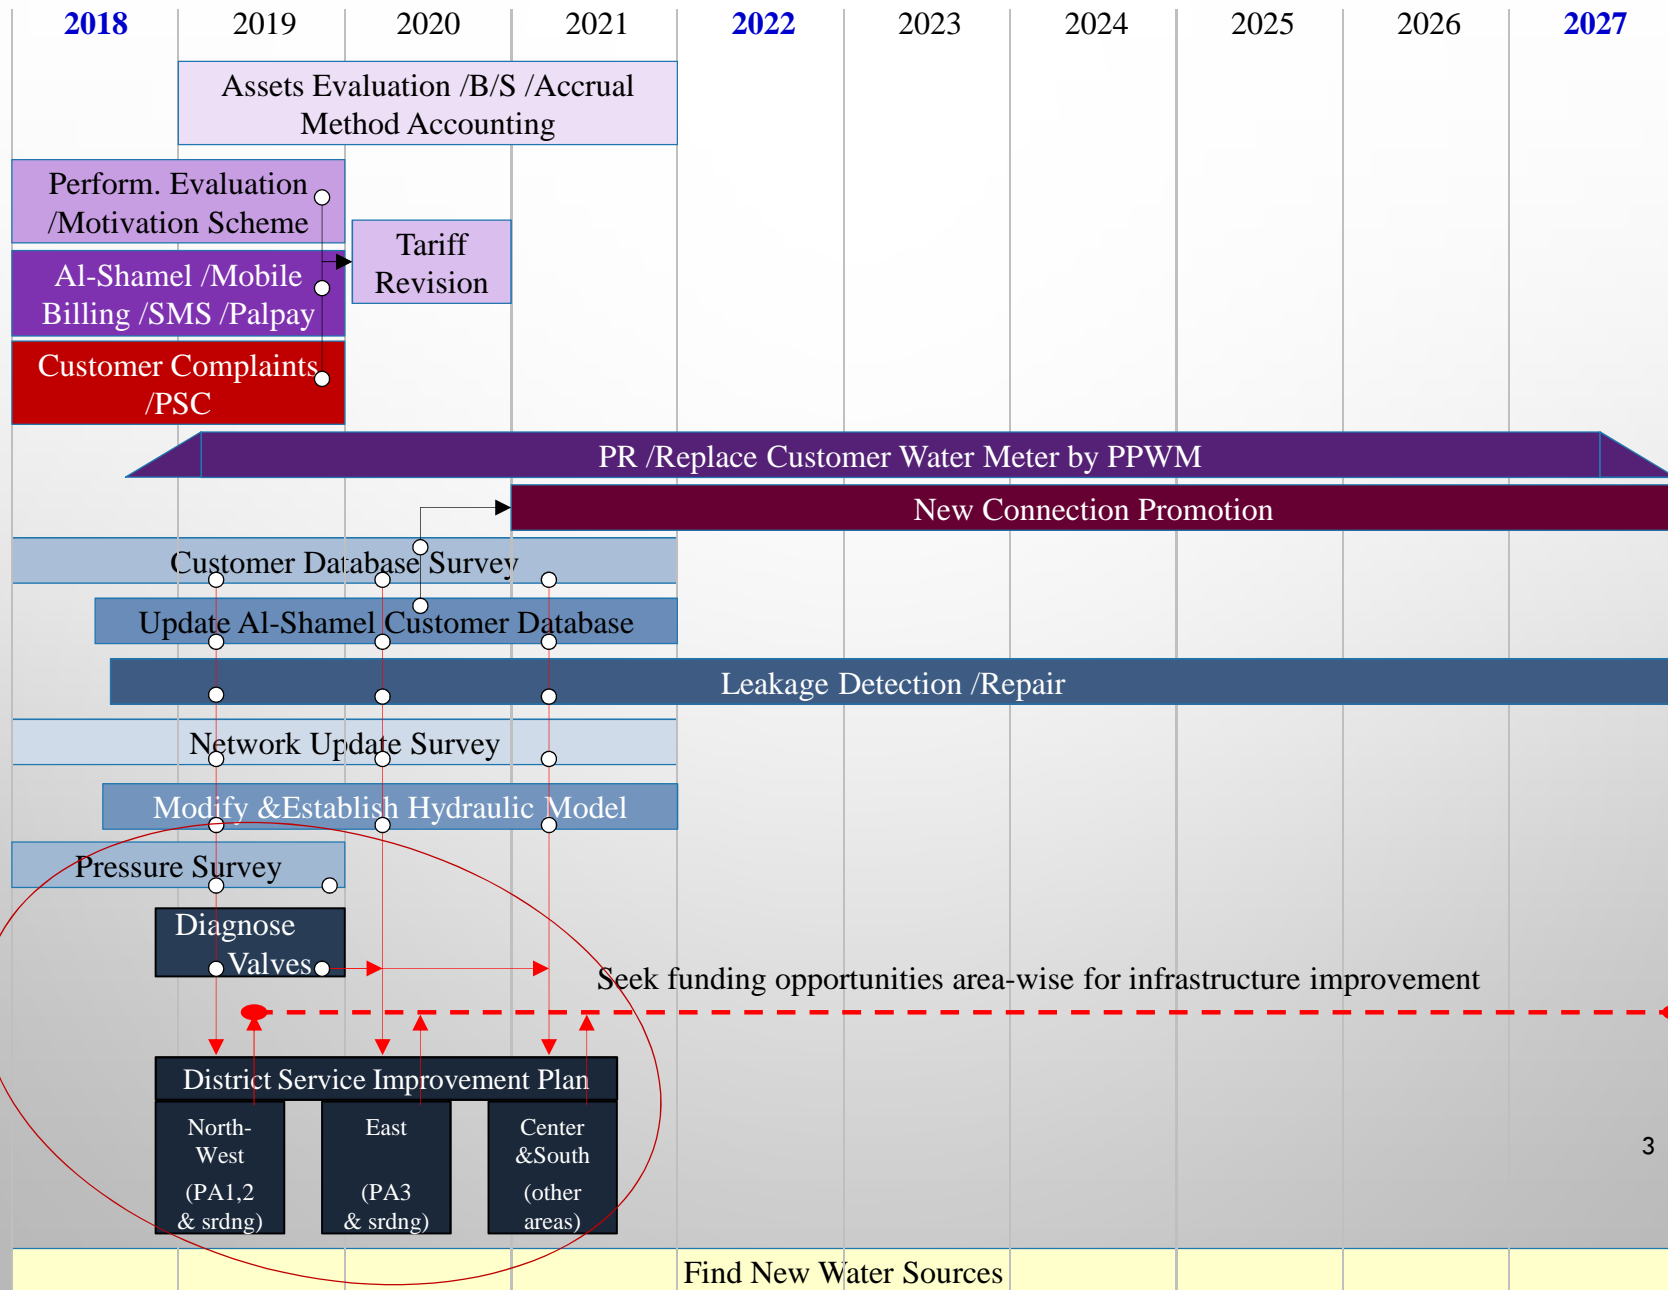 2018 2019 2020 2021 2022 2023 2024 2025 2026 2027
Assets Evaluation /B/S /Accrual
Method Accounting
Perform. Evaluation
/Motivation Scheme
Tariff
Revision
Al-Shamel /Mobile
Billing /SMS /Palpay
Customer Complaints
/PSC
PR /Replace Customer Water Meter by PPWM
New Connection Promotion
Customer Database Survey
Update Al-Shamel Customer Database
Leakage Detection /Repair
Network Update Survey
Modify &Establish Hydraulic Model
Pressure Survey
Diagnose
Valves
Seek funding opportunities area-wise for infrastructure improvement
District Service Improvement Plan
North-
West
(PA1,2
& srdng)
East
(PA3
& srdng)
Center
&South
(other
areas)
3
Find New Water Sources